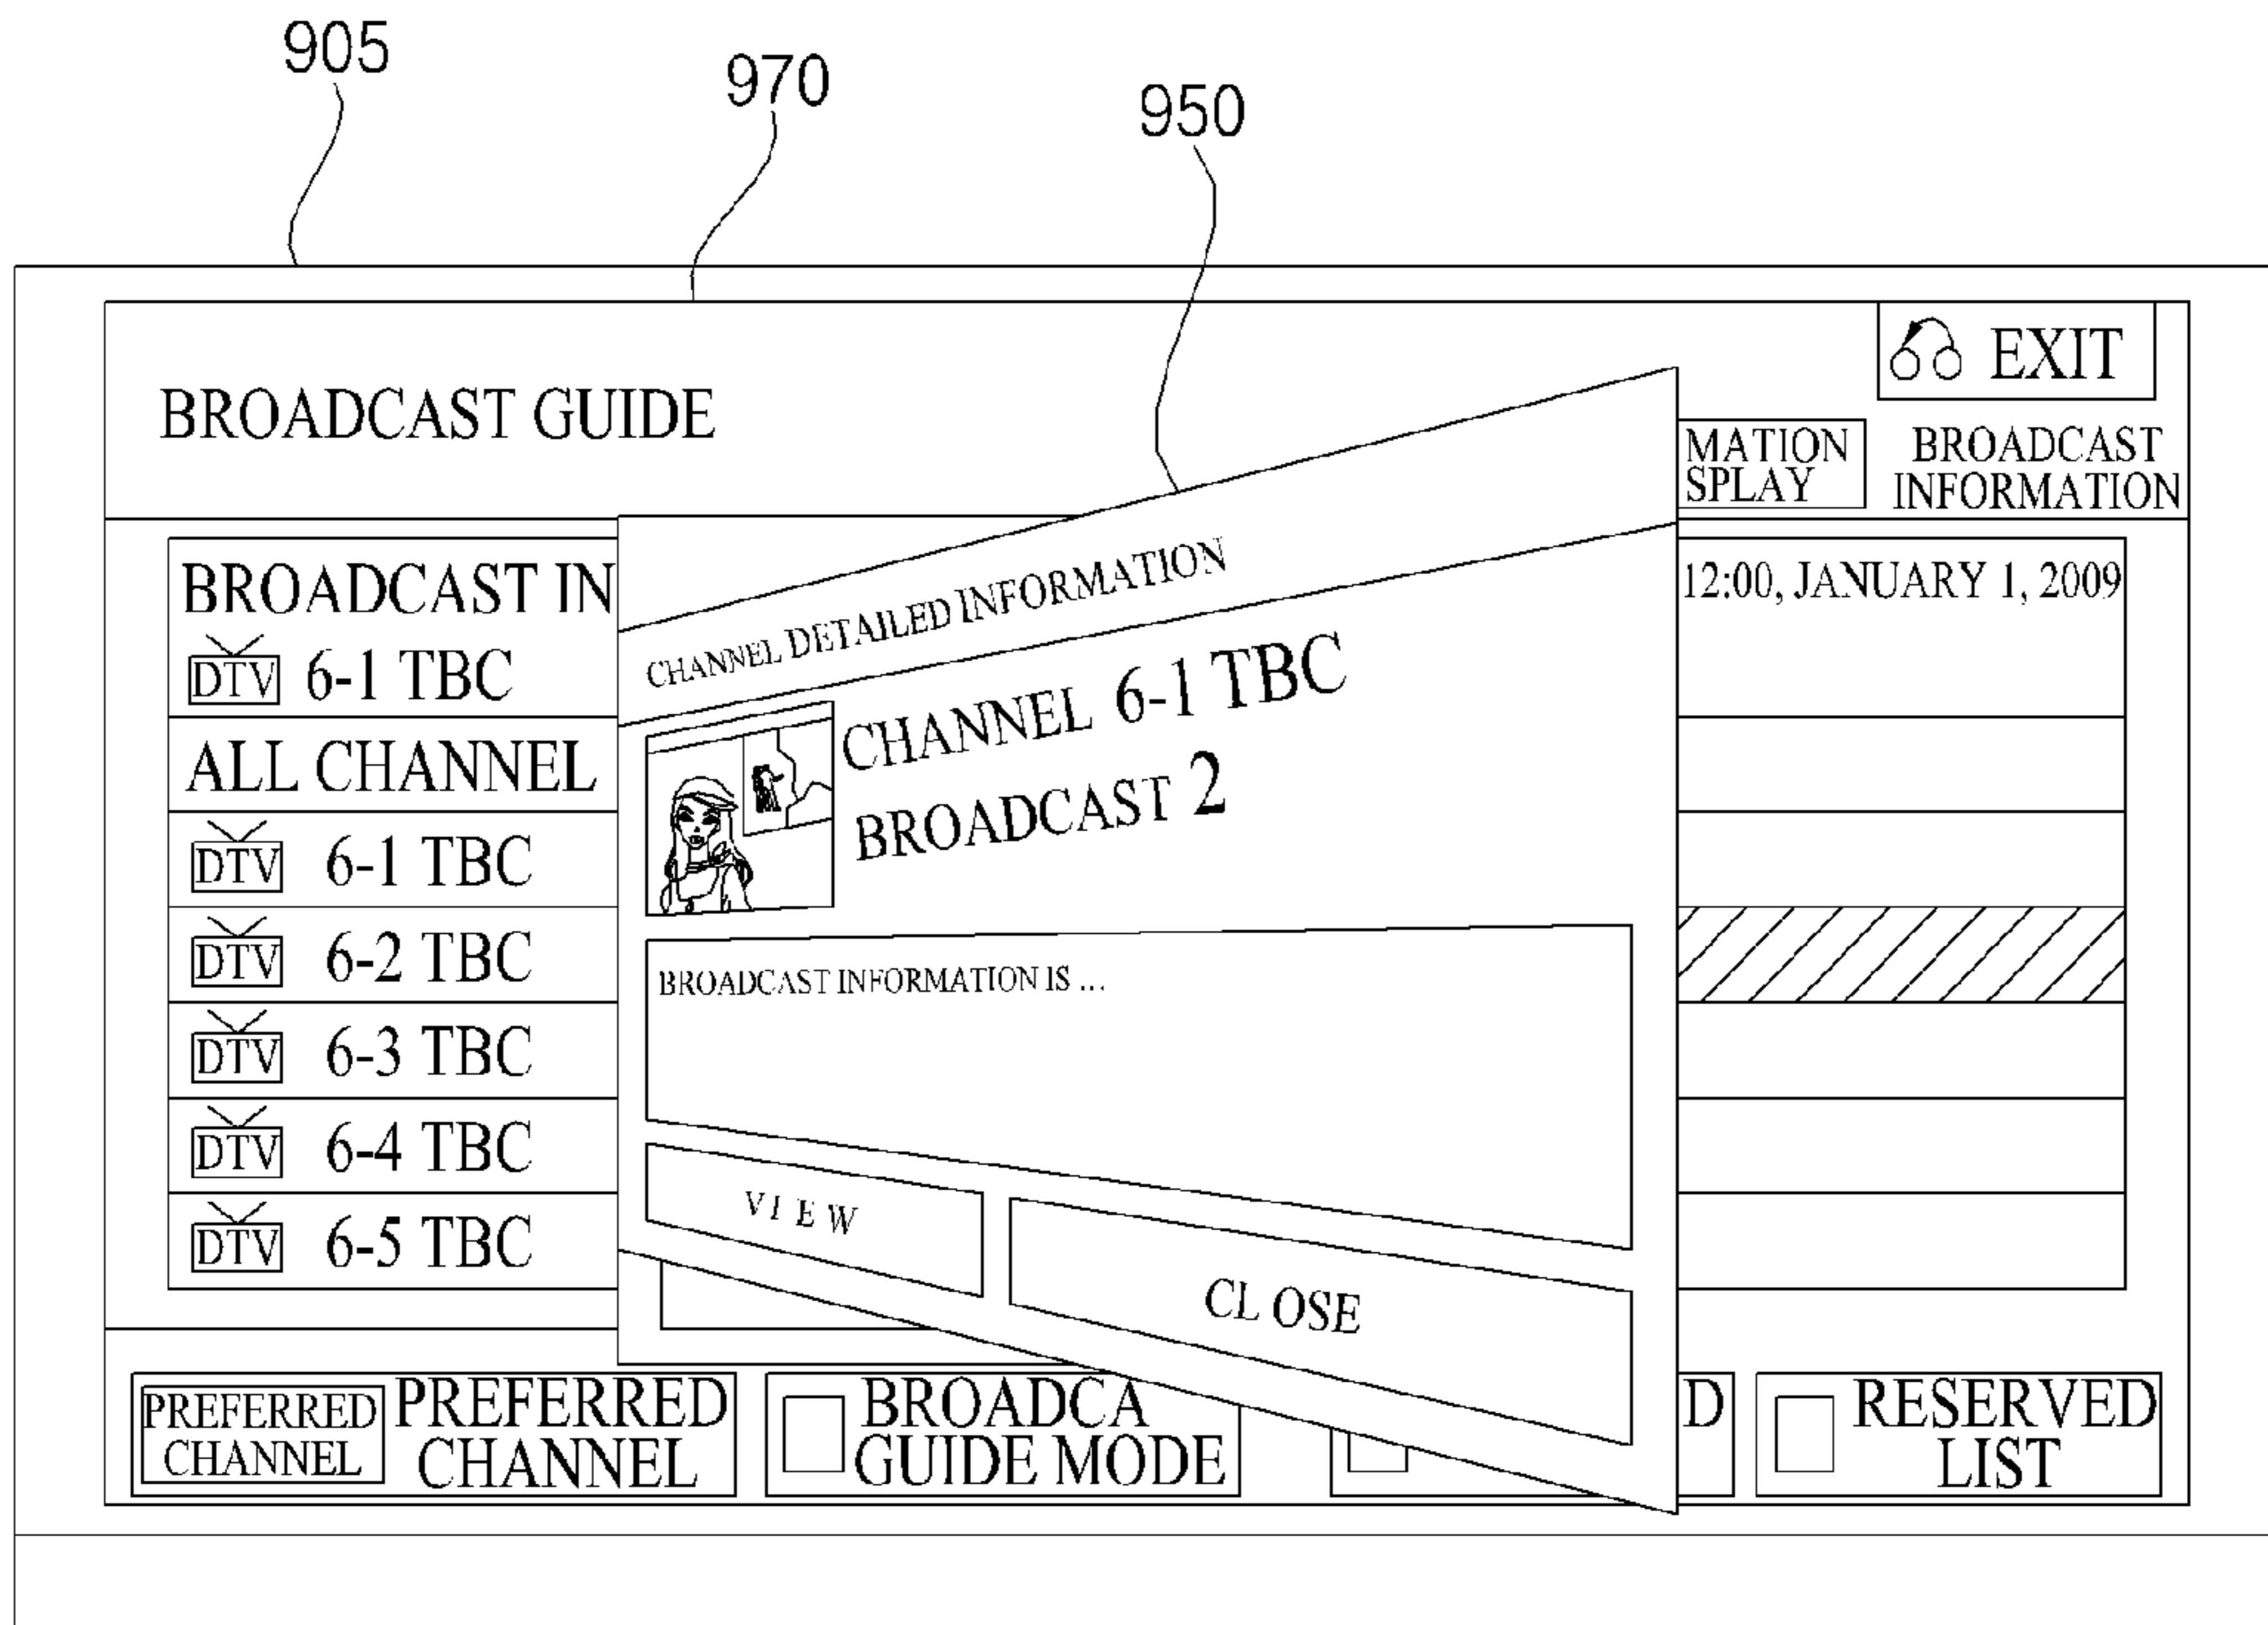 905
970
950
EXIT
BROADCAST GUIDE
MATION
SPLAY
BROADCAST
INFORMATION
BROADCAST IN
12:00, JANUARY 1, 2009
DTV 6-1 TBC
ALL CHANNEL
DTV 6-1 TBC
DTV 6-2 TBC
DTV 6-3 TBC
DTV 6-4 TBC
DTV 6-5 TBC
CHANNEL DETAILED INFORMATION
CHANNEL 6-1 TBC
BROADCAST 2
BROADCAST INFORMATION IS ...
VIEW
CLOSE
PREFERRED
CHANNEL
PREFERRED
CHANNEL
BROADCA
GUIDE MODE
D
RESERVED
LIST